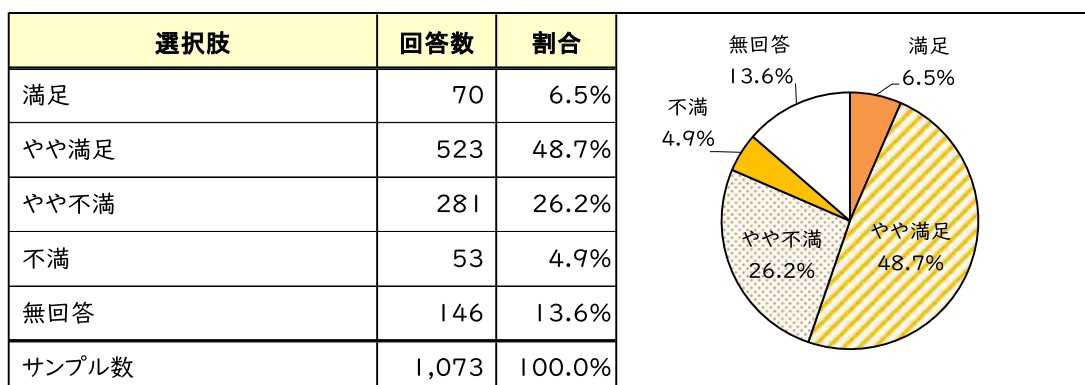 選択肢 回答数 割合
満足 70 6.5%
やや満足 523 48.7%
やや不満 281 26.2%
不満 53 4.9%
無回答 146 13.6%
サンプル数 1,073 100.0%
満足
6.5%
やや満足
48.7%
やや不満
26.2%
不満
4.9%
無回答
13.6%